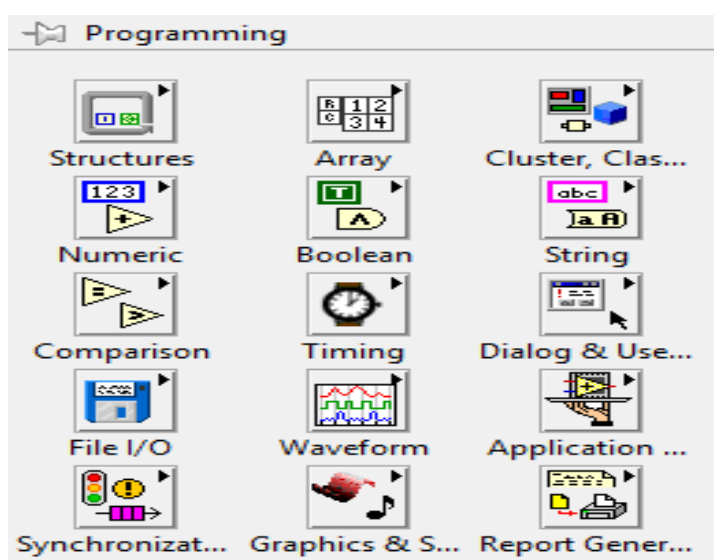 Programming
Structures Array Cluster, Clas...
Numeric Boolean String
Comparison Timing Dialog & Use...
File I/O Waveform Application ...
Synchronizat... Graphics & S... Report Gener...